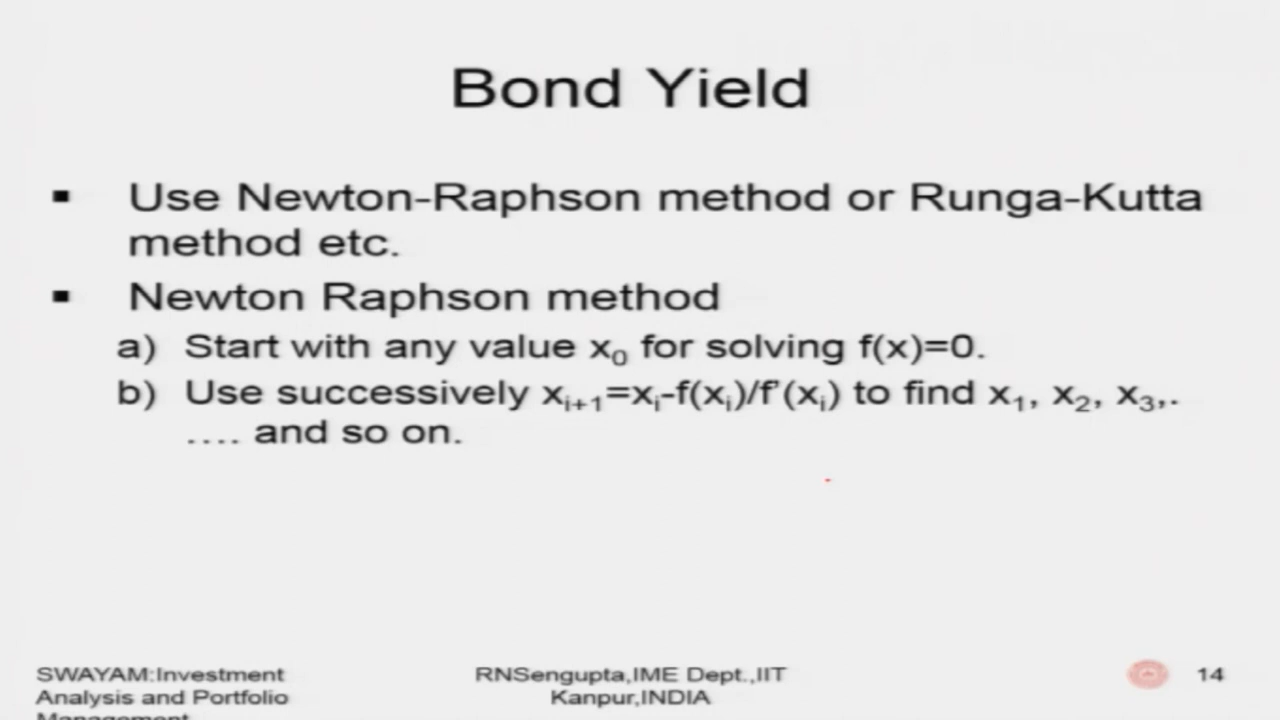 Bond Yield
▪ Use Newton-Raphson method or Runga-Kutta
method etc.
▪ Newton Raphson method
a) Start with any value x₀ for solving f(x)=0.
b) Use successively xᵢ₊₁=xᵢ-f(xᵢ)/f'(xᵢ) to find x₁, x₂, x₃,.
.... and so on.
SWAYAM:Investment
Analysis and Portfolio
Management
RNSengupta,IME Dept.,IIT
Kanpur,INDIA
14